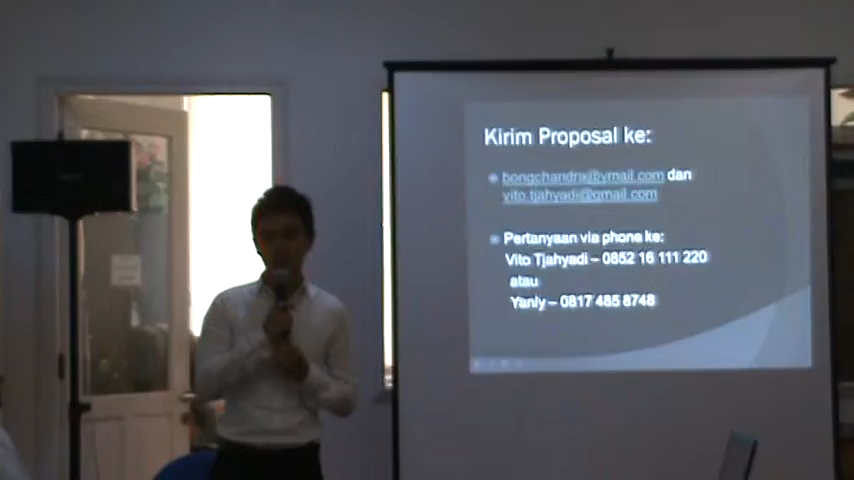 Kirim Proposal ke:
bongchandra@ymail.com dan
vito.tjahyadi@gmail.com
Pertanyaan via phone ke:
Vito Tjahyadi – 0852 16 111 220
atau
Yanly – 0817 485 8748